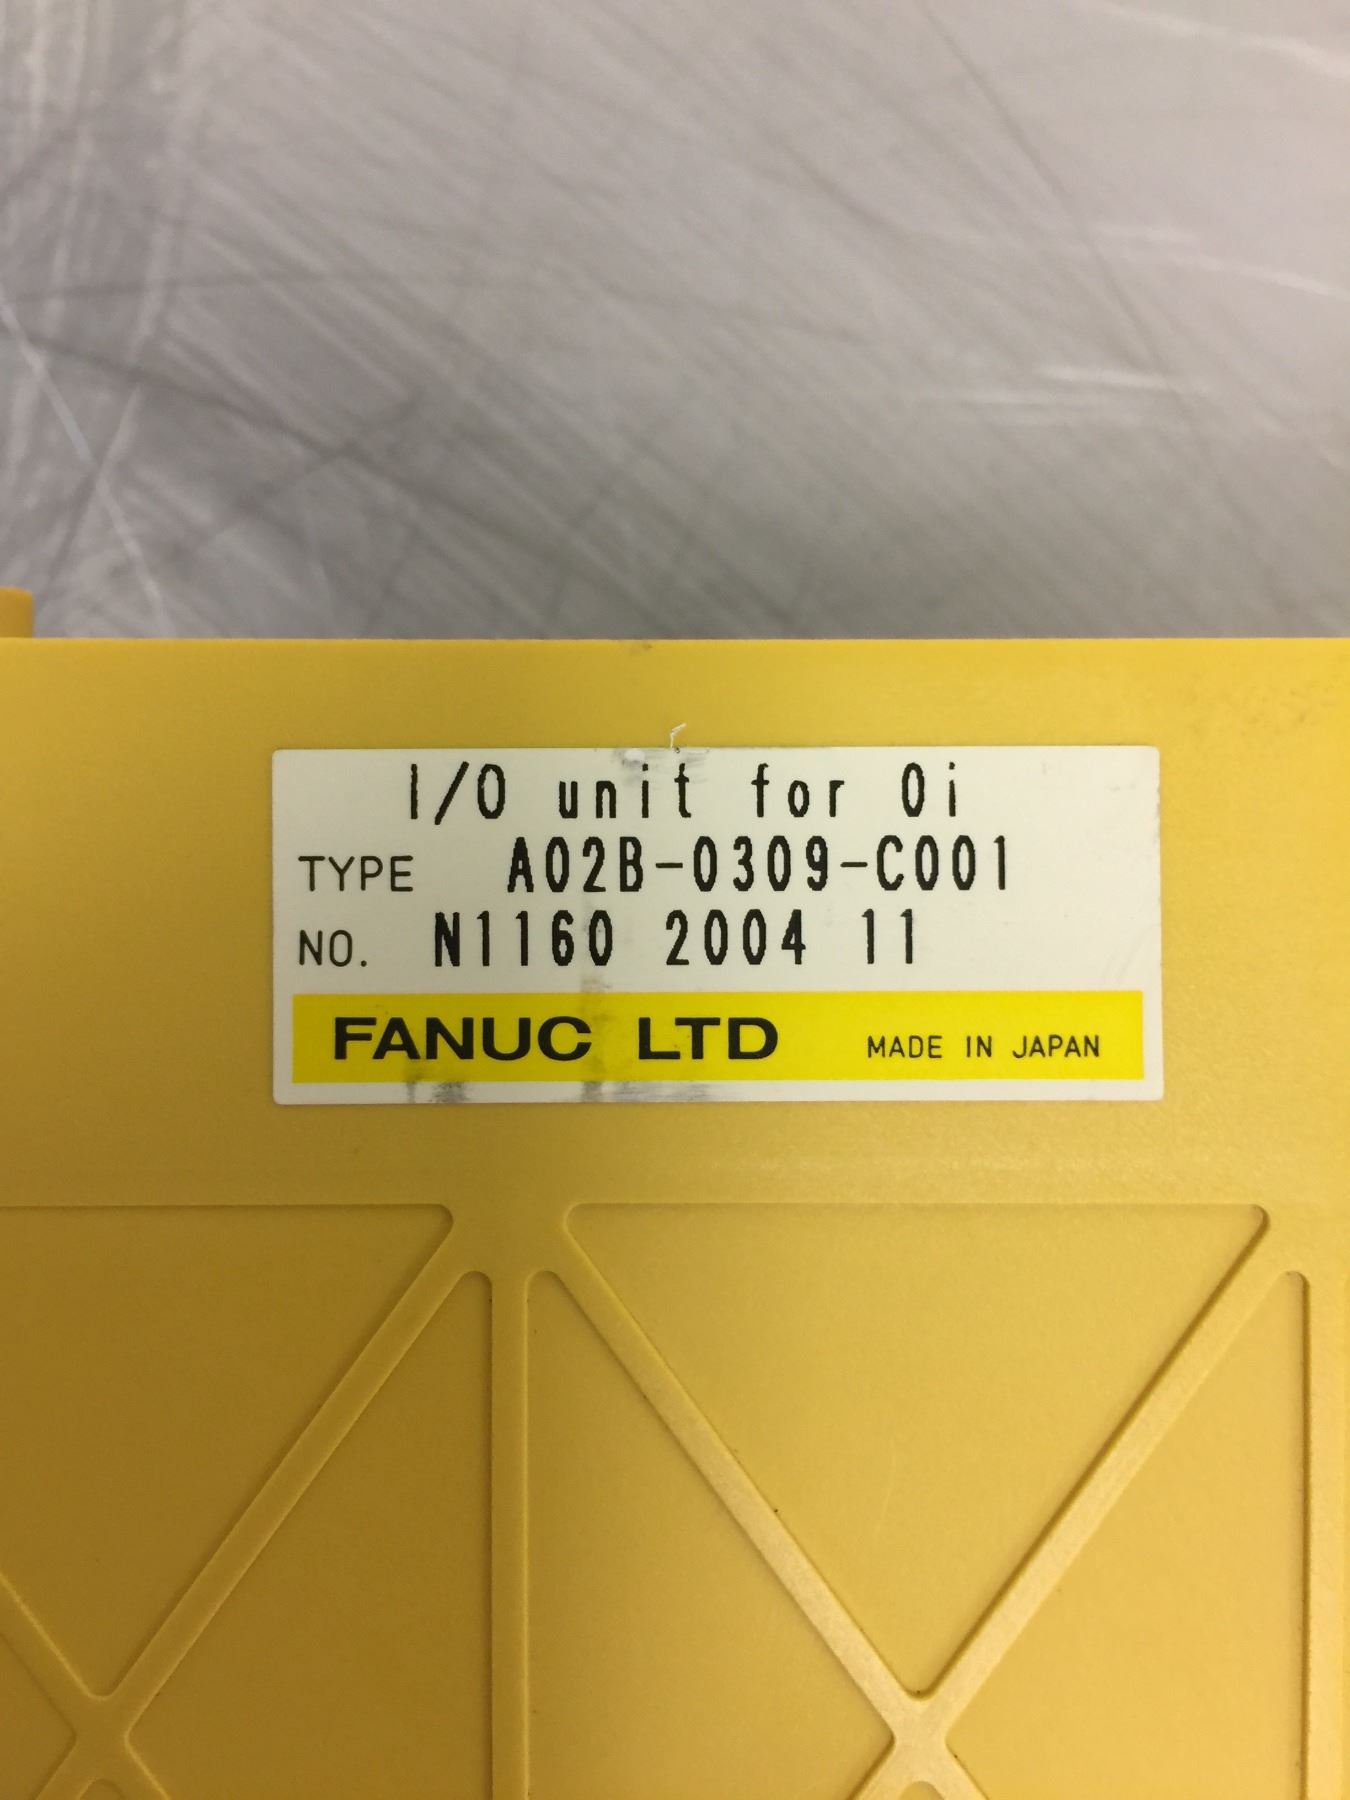 I/O unit for 0i
TYPE A02B-0309-C001
NO. N1160 2004 11
FANUC LTD MADE IN JAPAN